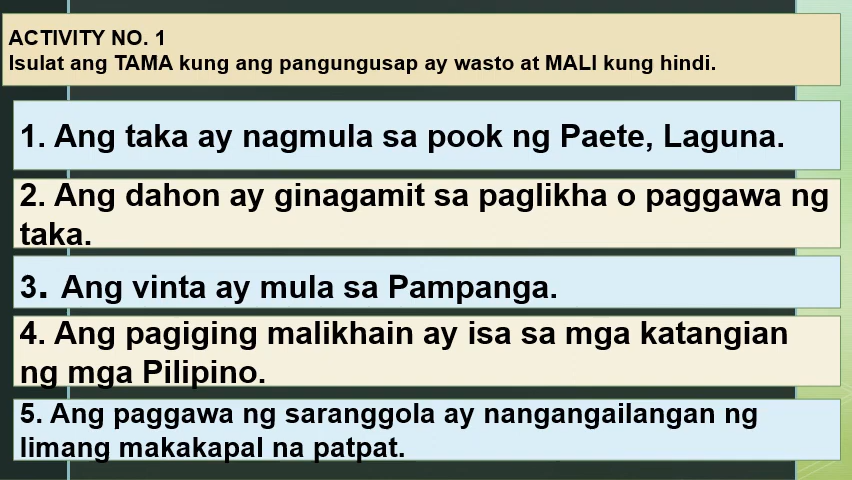 ACTIVITY NO. 1
Isulat ang TAMA kung ang pangungusap ay wasto at MALI kung hindi.
1. Ang taka ay nagmula sa pook ng Paete, Laguna.
2. Ang dahon ay ginagamit sa paglikha o paggawa ng
taka.
3. Ang vinta ay mula sa Pampanga.
4. Ang pagiging malikhain ay isa sa mga katangian
ng mga Pilipino.
5. Ang paggawa ng saranggola ay nangangailangan ng
limang makakapal na patpat.